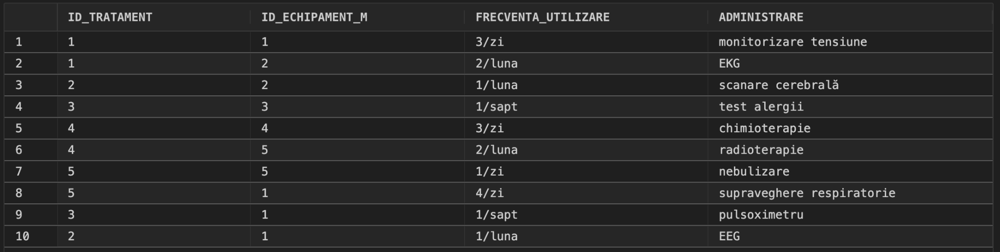 ID_TRATAMENT ID_ECHIPAMENT_M FRECVENTA_UTILIZARE ADMINISTRARE
1 1 1 3/zi monitorizare tensiune
2 1 2 2/luna EKG
3 2 2 1/luna scanare cerebrală
4 3 3 1/sapt test alergii
5 4 4 3/zi chimioterapie
6 4 5 2/luna radioterapie
7 5 5 1/zi nebulizare
8 5 1 4/zi supraveghere respiratorie
9 3 1 1/sapt pulsoximetru
10 2 1 1/luna EEG